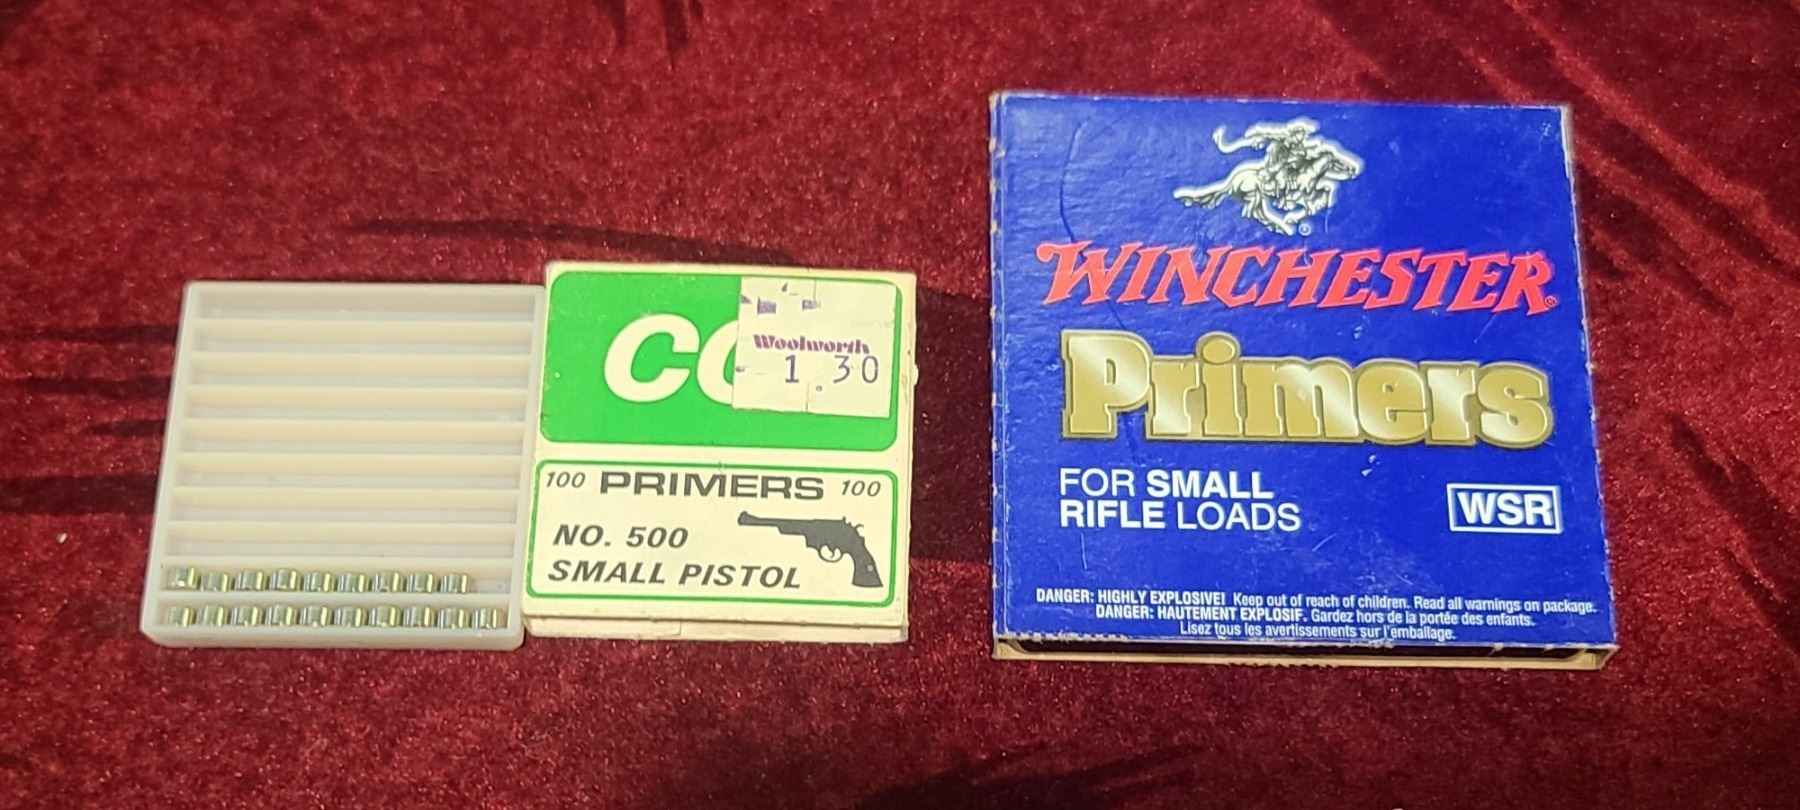 CC
Woolworth
1.30
100 PRIMERS 100
NO. 500
SMALL PISTOL
WINCHESTER®
Primers
FOR SMALL
RIFLE LOADS
WSR
DANGER: HIGHLY EXPLOSIVE! Keep out of reach of children. Read all warnings on package.
DANGER: HAUTEMENT EXPLOSIF. Gardez hors de la portée des enfants.
Lisez tous les avertissements sur l'emballage.